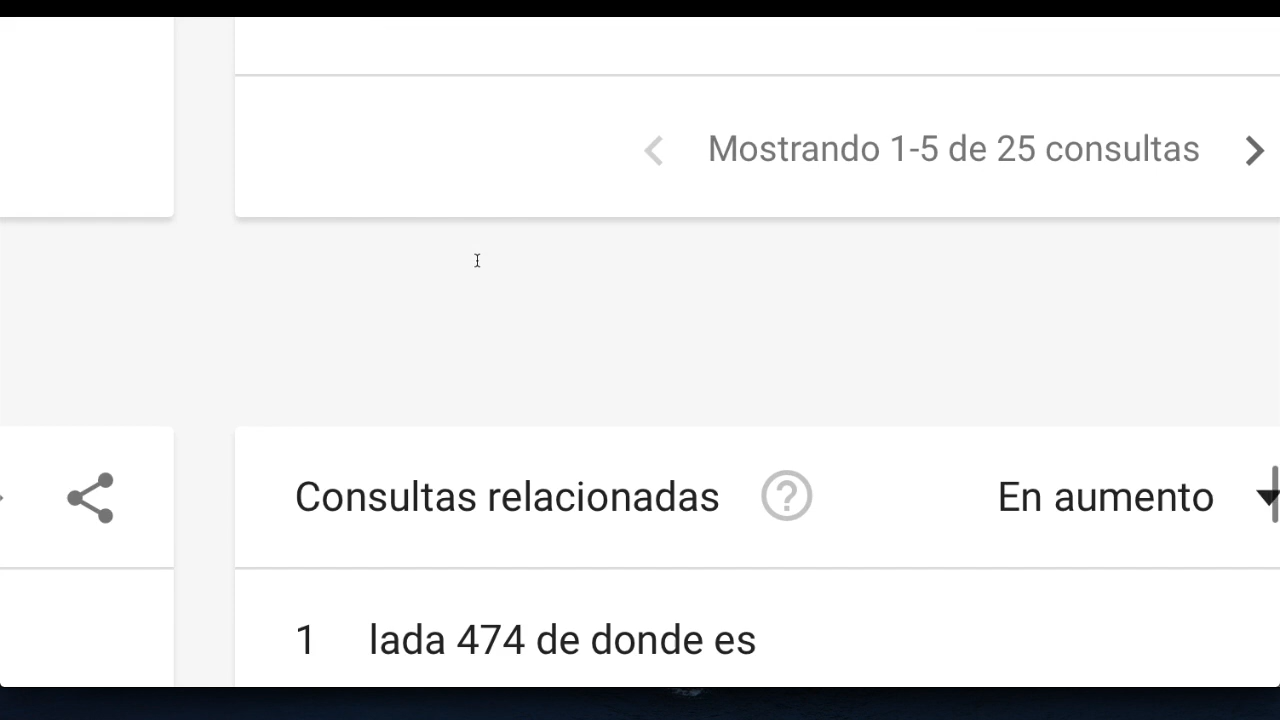 Mostrando 1-5 de 25 consultas
Consultas relacionadas ? En aumento
1 lada 474 de donde es